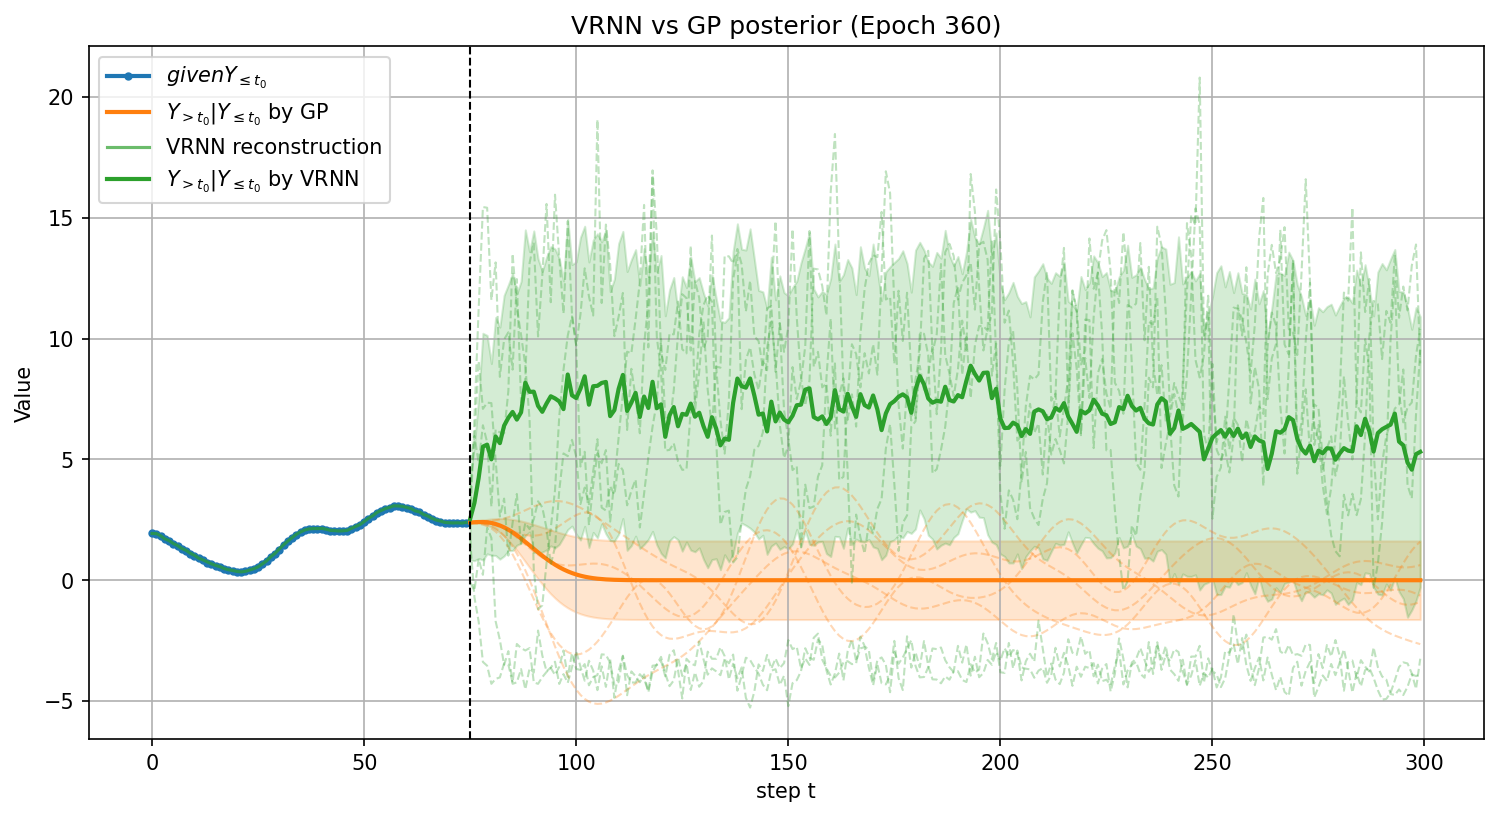 VRNN vs GP posterior (Epoch 360)
givenY≤t₀
Y>t₀|Y≤t₀ by GP
VRNN reconstruction
Y>t₀|Y≤t₀ by VRNN
Value
20
15
10
5
0
−5
0 50 100 150 200 250 300
step t